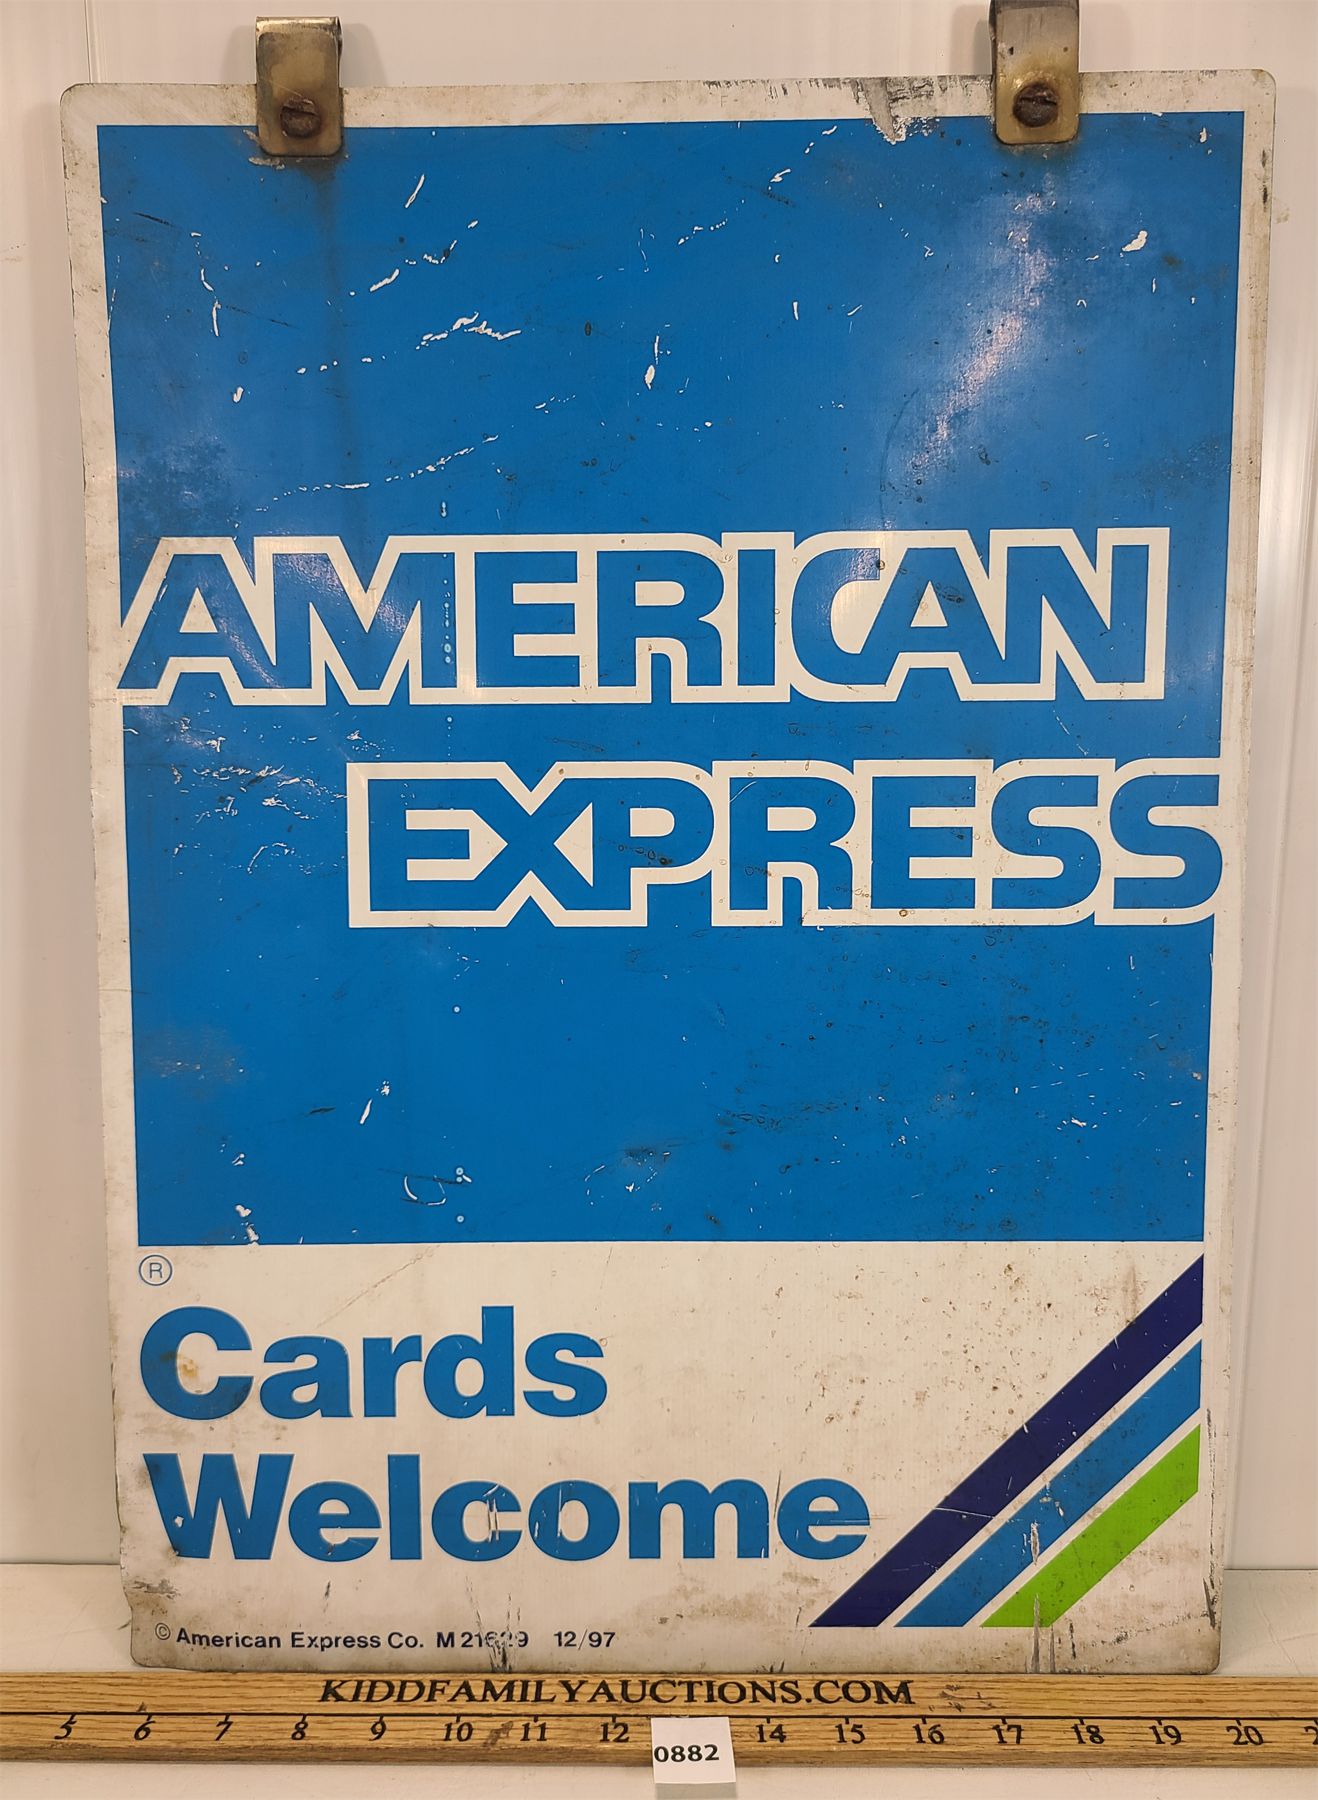 AMERICAN
EXPRESS
®
Cards
Welcome
© American Express Co. 12/97
KIDDFAMILYAUCTIONS.COM
5 6 7 8 9 10 11 12 14 15 16 17 18 19 20
0882